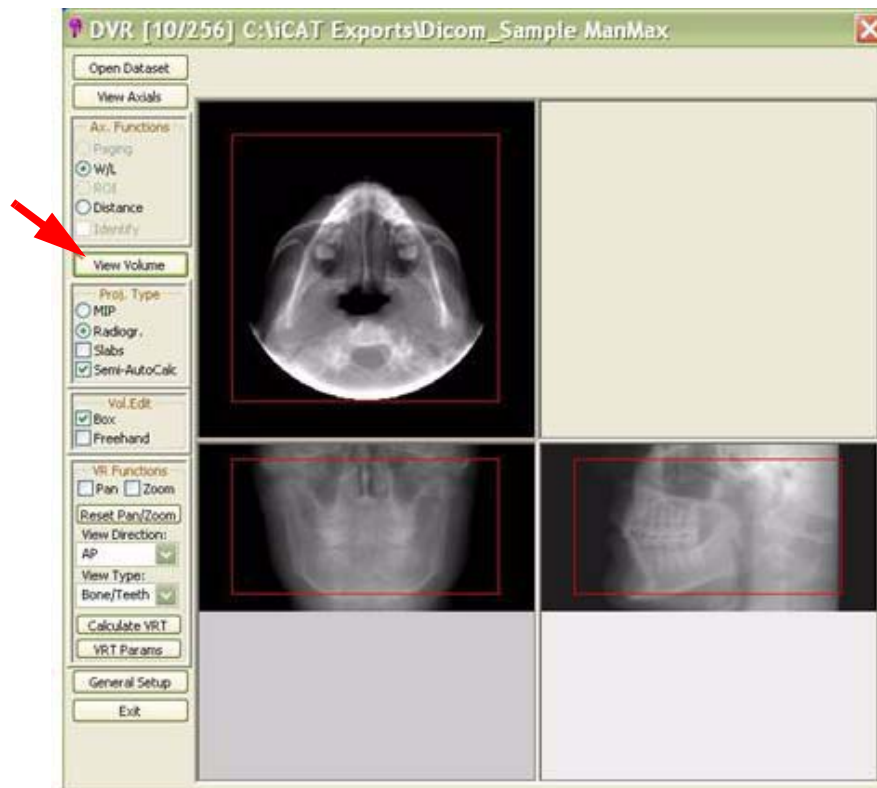 DVR [10/256] C:\iCAT Exports\Dicom_Sample ManMax
Open Dataset
View Axials
Ax. Functions
Paging
W/L
ROI
Distance
Identify
View Volume
Proj. Type
MIP
Radiogr.
Slabs
Semi-AutoCalc
Vol.Edit
Box
Freehand
VR Functions
Pan Zoom
Reset Pan/Zoom
View Direction:
AP
View Type:
Bone/Teeth
Calculate VRT
VRT Params
General Setup
Exit